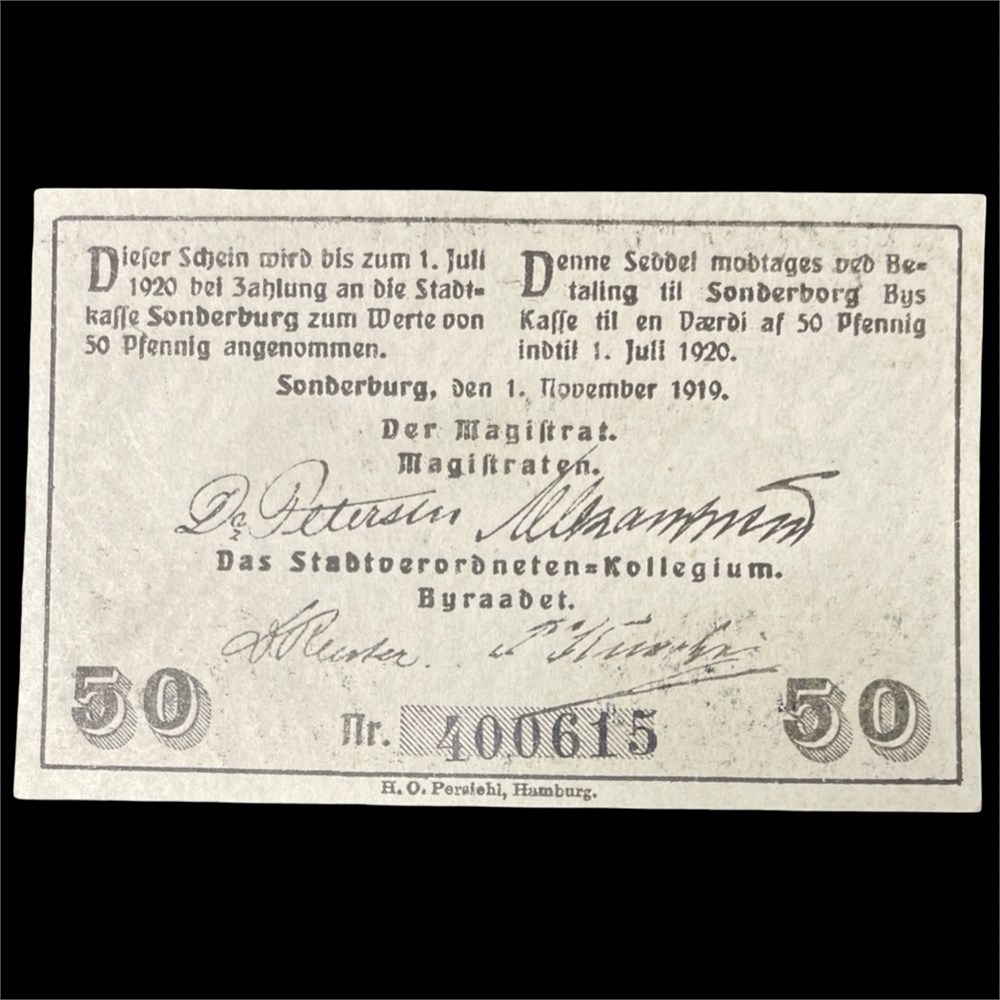 Dieser Schein wird bis zum 1. Juli
1920 bei Zahlung an die Stadt-
kasse Sonderburg zum Werte von
50 Pfennig angenommen.
Denne Seddel modtages ved Be-
taling til Sonderborg Bys
Kasse til en Værdi af 50 Pfennig
indtil 1. Juli 1920.
Sonderburg, den 1. November 1919.
Der Magistrat.
Magistraten.
Dr. Petersen
Das Stadtverordneten-Kollegium.
Byraadet.
50
Nr. 400615
50
H. O. Persiehl, Hamburg.